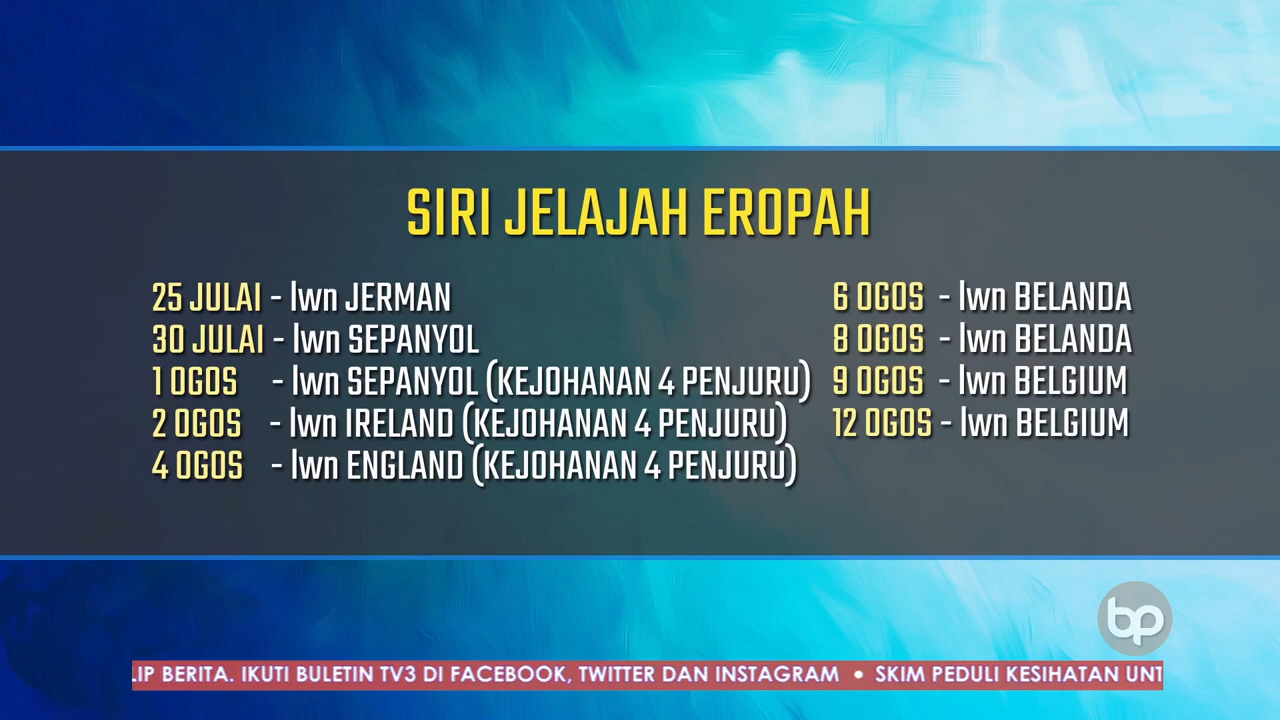 SIRI JELAJAH EROPAH
25 JULAI - lwn JERMAN
30 JULAI - lwn SEPANYOL
1 OGOS - lwn SEPANYOL (KEJOHANAN 4 PENJURU)
2 OGOS - lwn IRELAND (KEJOHANAN 4 PENJURU)
4 OGOS - lwn ENGLAND (KEJOHANAN 4 PENJURU)
6 OGOS - lwn BELANDA
8 OGOS - lwn BELANDA
9 OGOS - lwn BELGIUM
12 OGOS - lwn BELGIUM
bp
LIP BERITA. IKUTI BULETIN TV3 DI FACEBOOK, TWITTER DAN INSTAGRAM • SKIM PEDULI KESIHATAN UNT